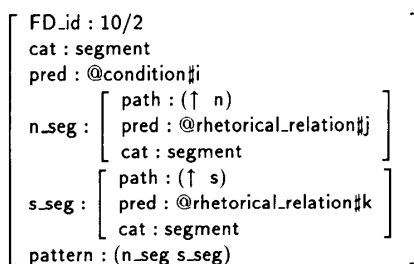 FD_id : 10/2
cat : segment
pred : @condition♯i
n_seg : [ path : (↑ n)
pred : @rhetorical_relation♯j
cat : segment ]
s_seg : [ path : (↑ s)
pred : @rhetorical_relation♯k
cat : segment ]
pattern : (n_seg s_seg)